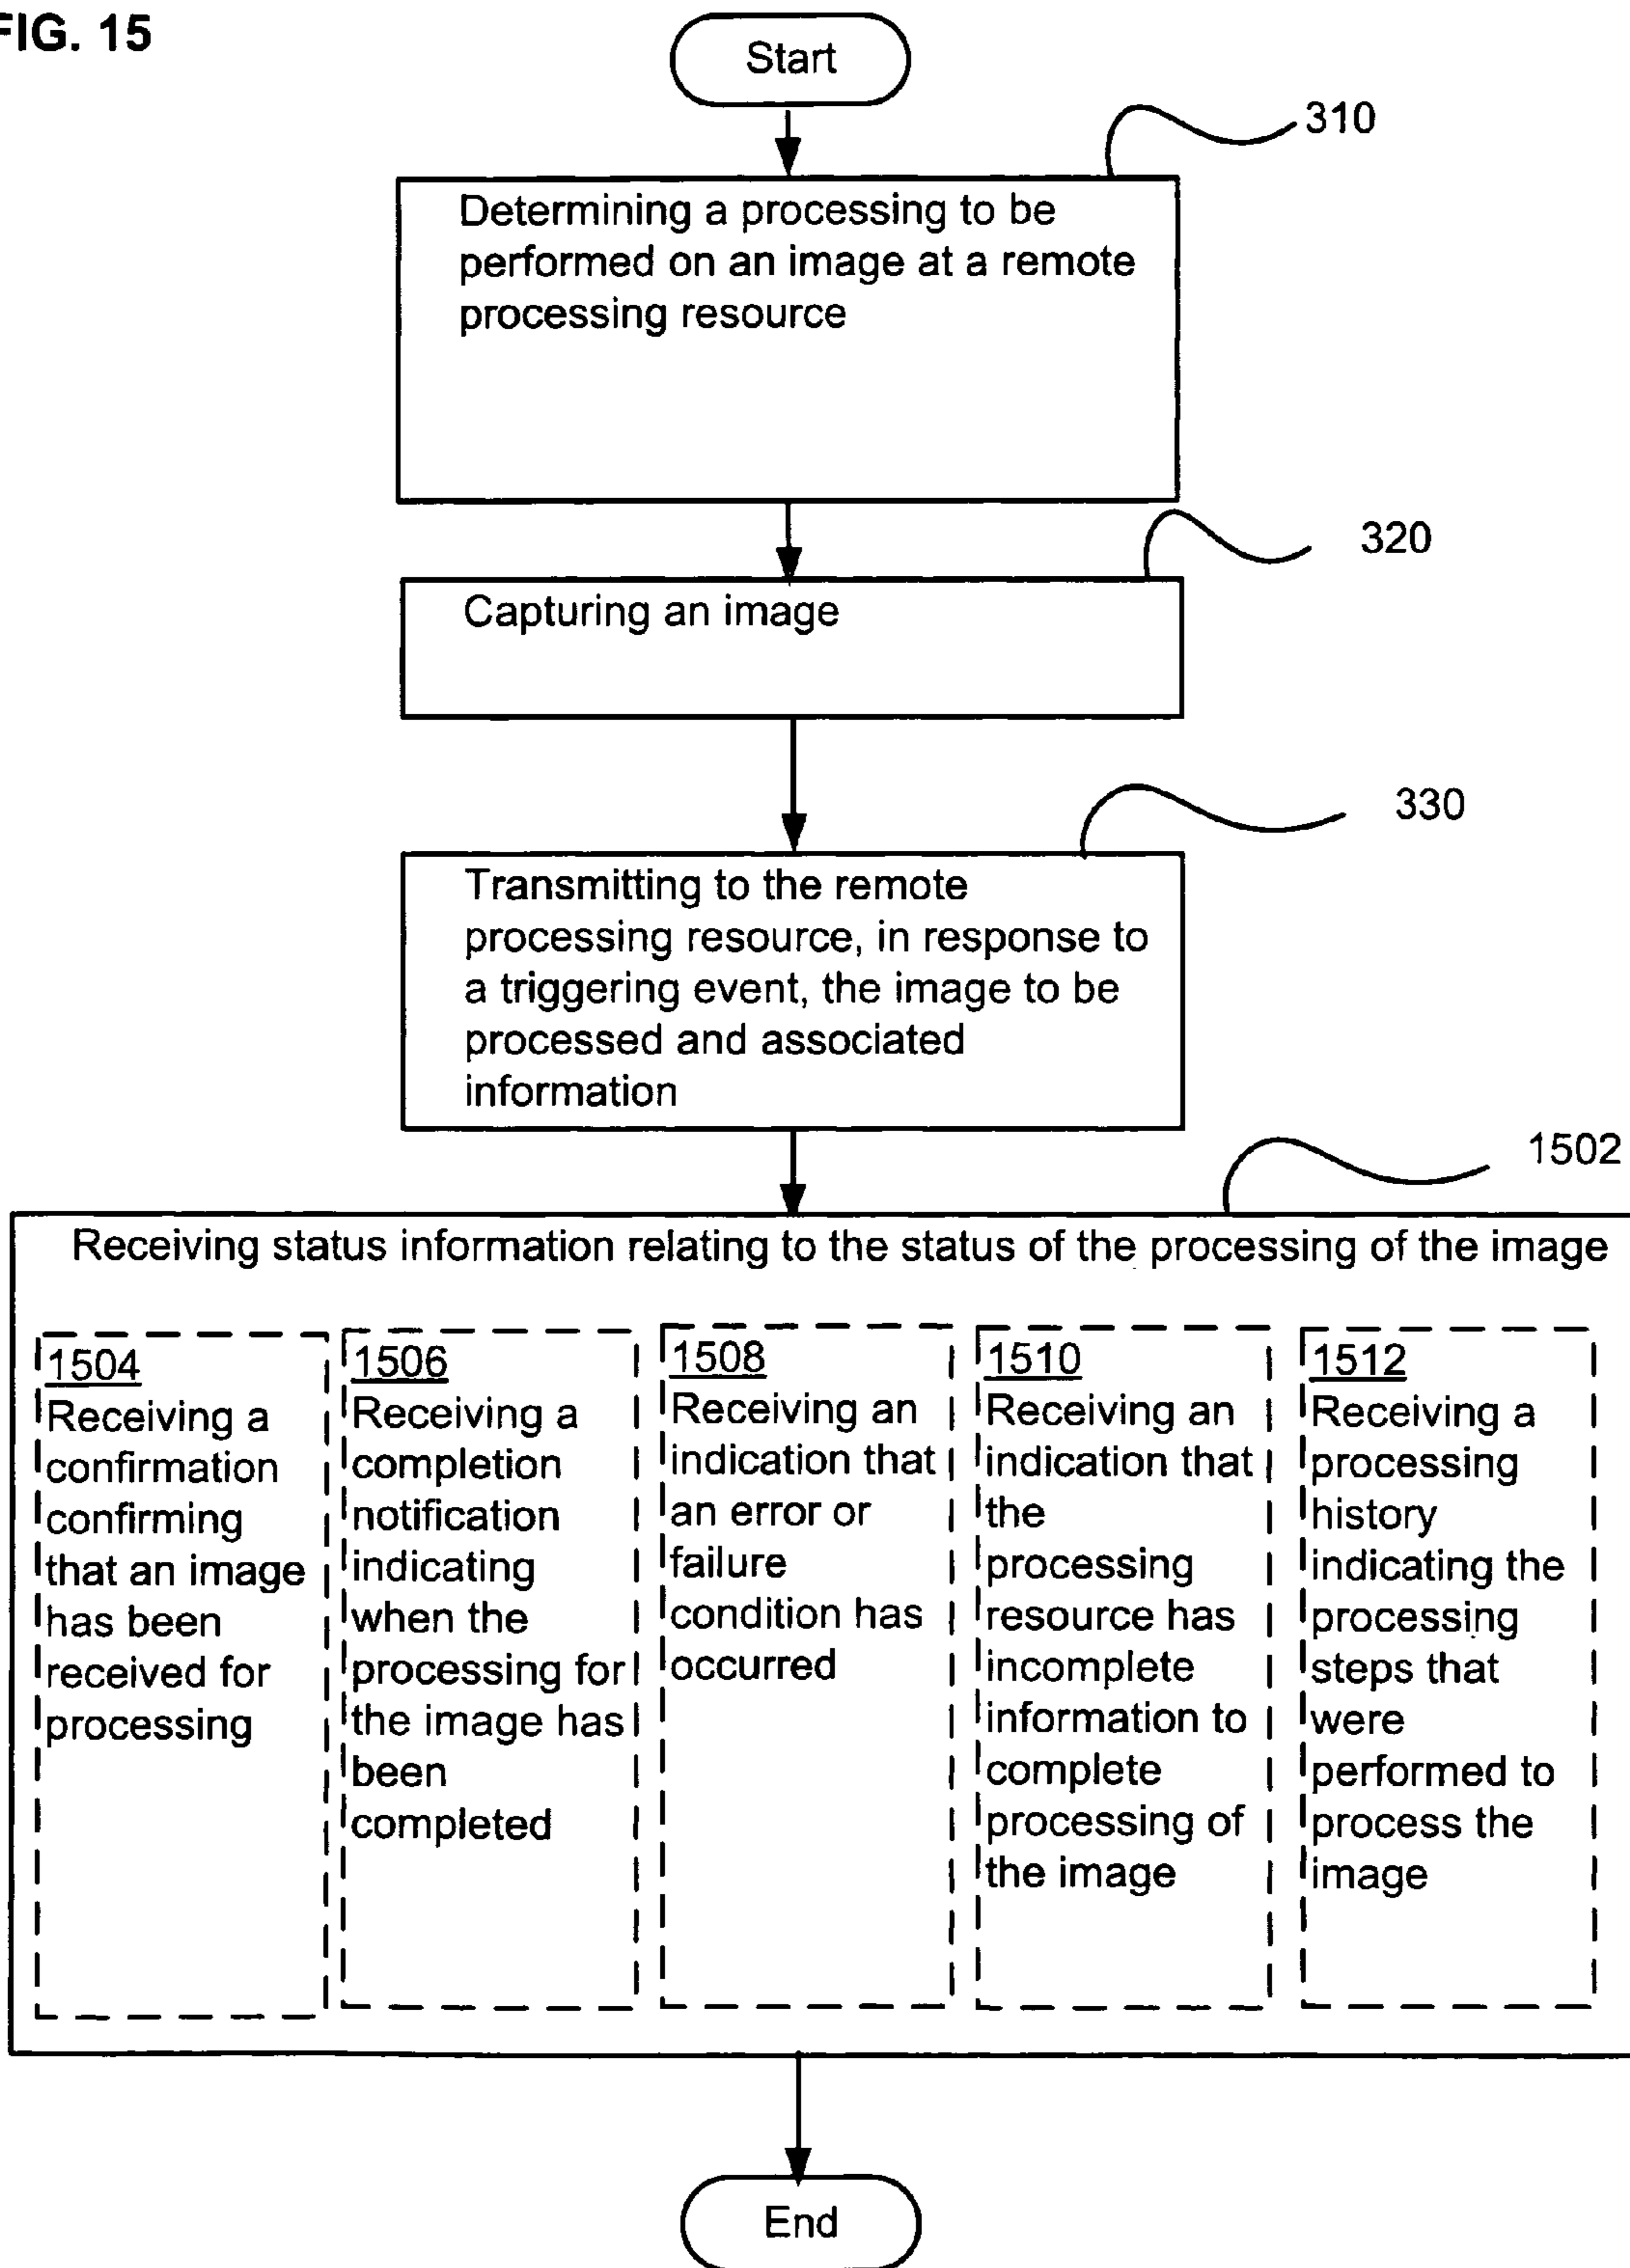 FIG. 15
Start
310
Determining a processing to be
performed on an image at a remote
processing resource
320
Capturing an image
330
Transmitting to the remote
processing resource, in response to
a triggering event, the image to be
processed and associated
information
1502
Receiving status information relating to the status of the processing of the image
1504
Receiving a
confirmation
confirming
that an image
has been
received for
processing
1506
Receiving a
completion
notification
indicating
when the
processing for
the image has
been
completed
1508
Receiving an
indication that
an error or
failure
condition has
occurred
1510
Receiving an
indication that
the
processing
resource has
incomplete
information to
complete
processing of
the image
1512
Receiving a
processing
history
indicating the
processing
steps that
were
performed to
process the
image
End